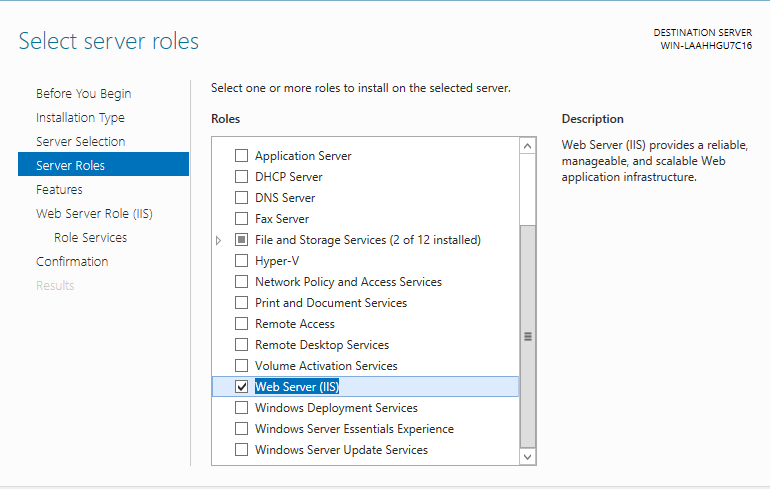 Select server roles
DESTINATION SERVER
WIN-LAAHHGU7C16
Before You Begin
Installation Type
Server Selection
Server Roles
Features
Web Server Role (IIS)
Role Services
Confirmation
Results
Select one or more roles to install on the selected server.
Roles
Application Server
DHCP Server
DNS Server
Fax Server
File and Storage Services (2 of 12 installed)
Hyper-V
Network Policy and Access Services
Print and Document Services
Remote Access
Remote Desktop Services
Volume Activation Services
Web Server (IIS)
Windows Deployment Services
Windows Server Essentials Experience
Windows Server Update Services
Description
Web Server (IIS) provides a reliable,
manageable, and scalable Web
application infrastructure.